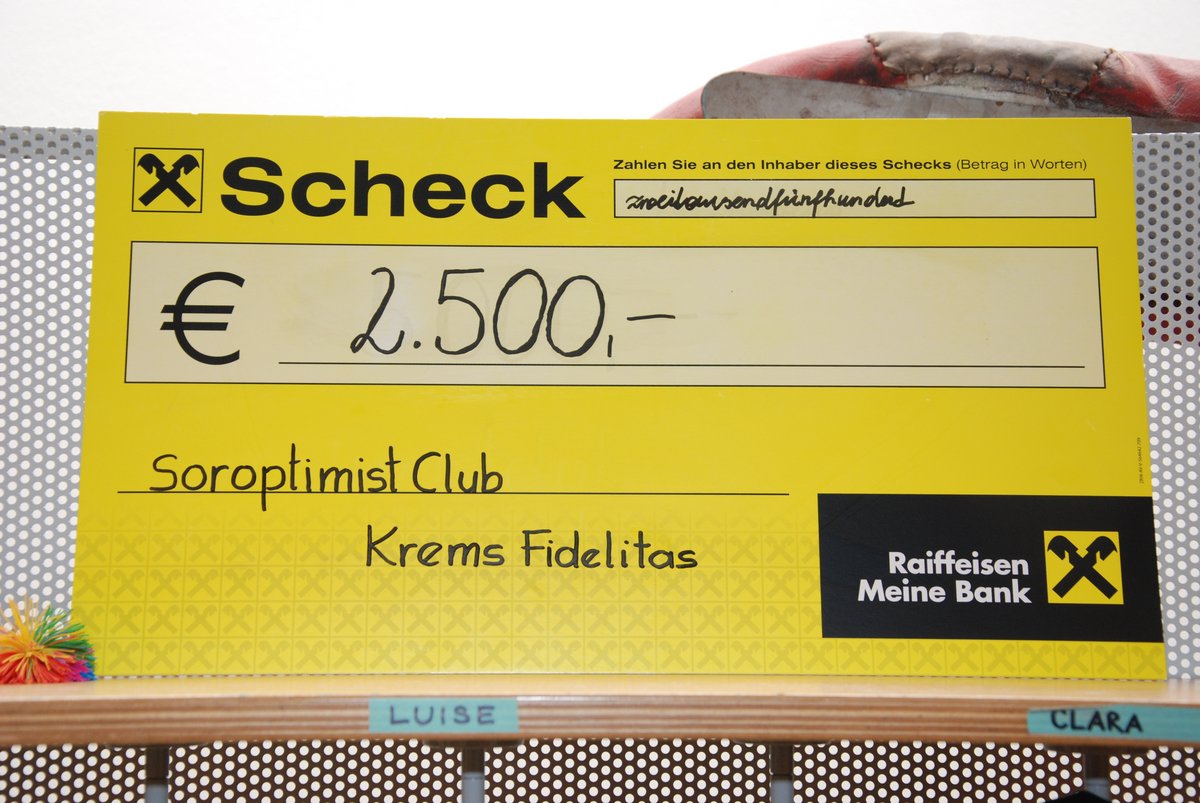 Scheck
Zahlen Sie an den Inhaber dieses Schecks (Betrag in Worten)
zweitausendfünfhundert
€ 2.500,-
Soroptimist Club
Krems Fidelitas
Raiffeisen
Meine Bank
LUISE
CLARA